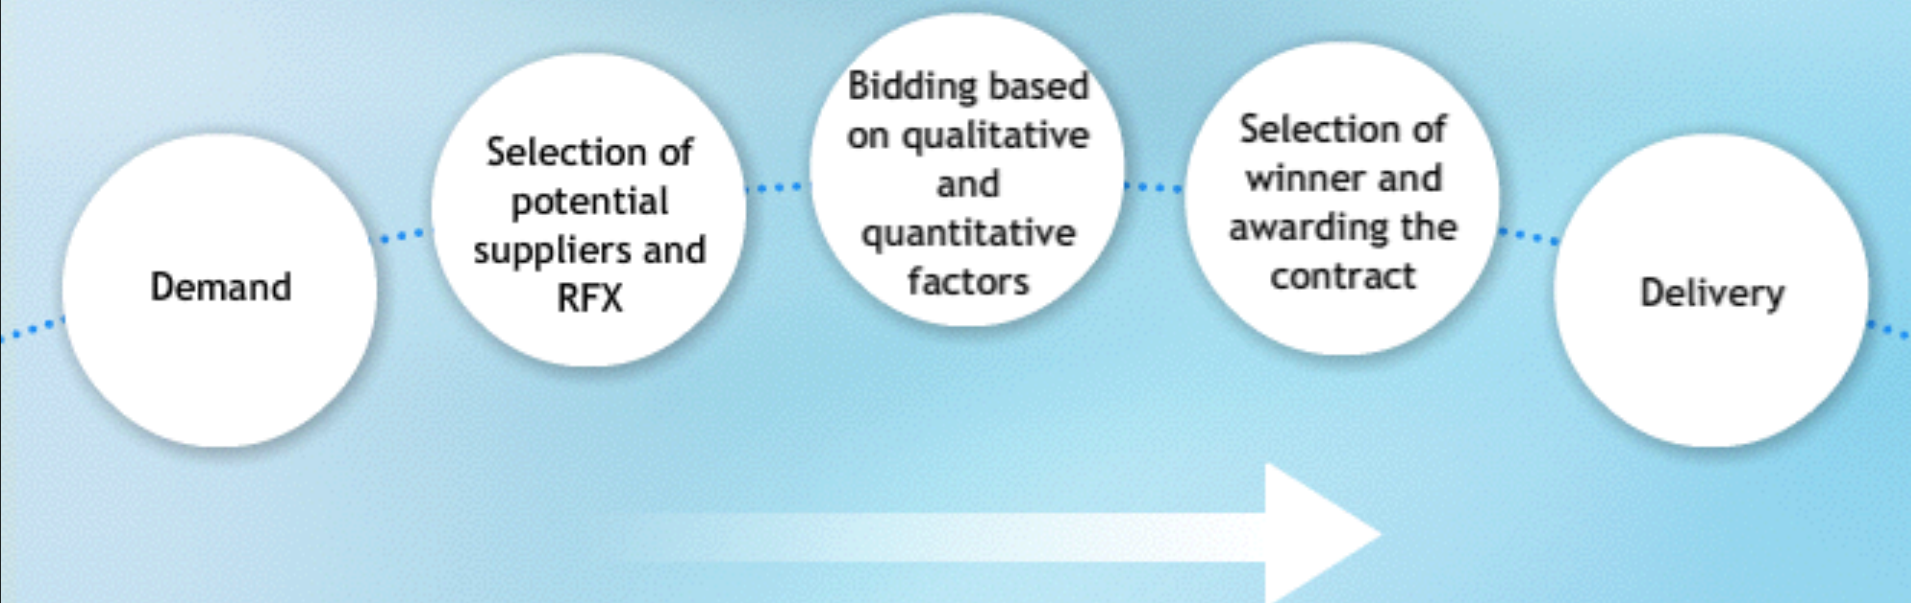 Demand
Selection of
potential
suppliers and
RFX
Bidding based
on qualitative
and
quantitative
factors
Selection of
winner and
awarding the
contract
Delivery